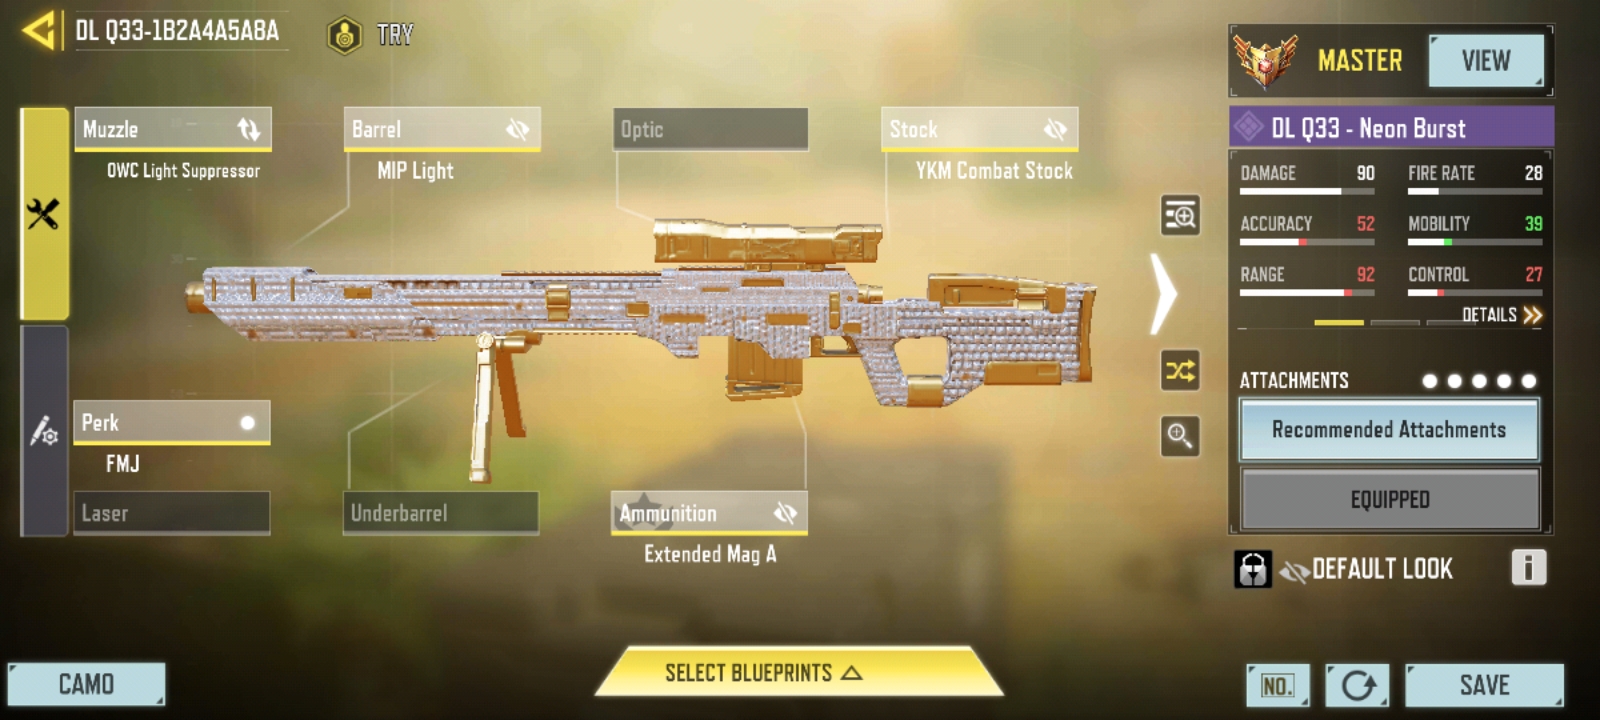 DL Q33-1B2A4A5A8A
TRY
MASTER
VIEW
Muzzle
OWC Light Suppressor
Barrel
MIP Light
Optic
Stock
YKM Combat Stock
DL Q33 - Neon Burst
DAMAGE 90
FIRE RATE 28
ACCURACY 52
MOBILITY 39
RANGE 92
CONTROL 27
DETAILS
ATTACHMENTS
Recommended Attachments
EQUIPPED
Perk
FMJ
Laser
Underbarrel
Ammunition
Extended Mag A
DEFAULT LOOK
i
CAMO
SELECT BLUEPRINTS
NO.
SAVE